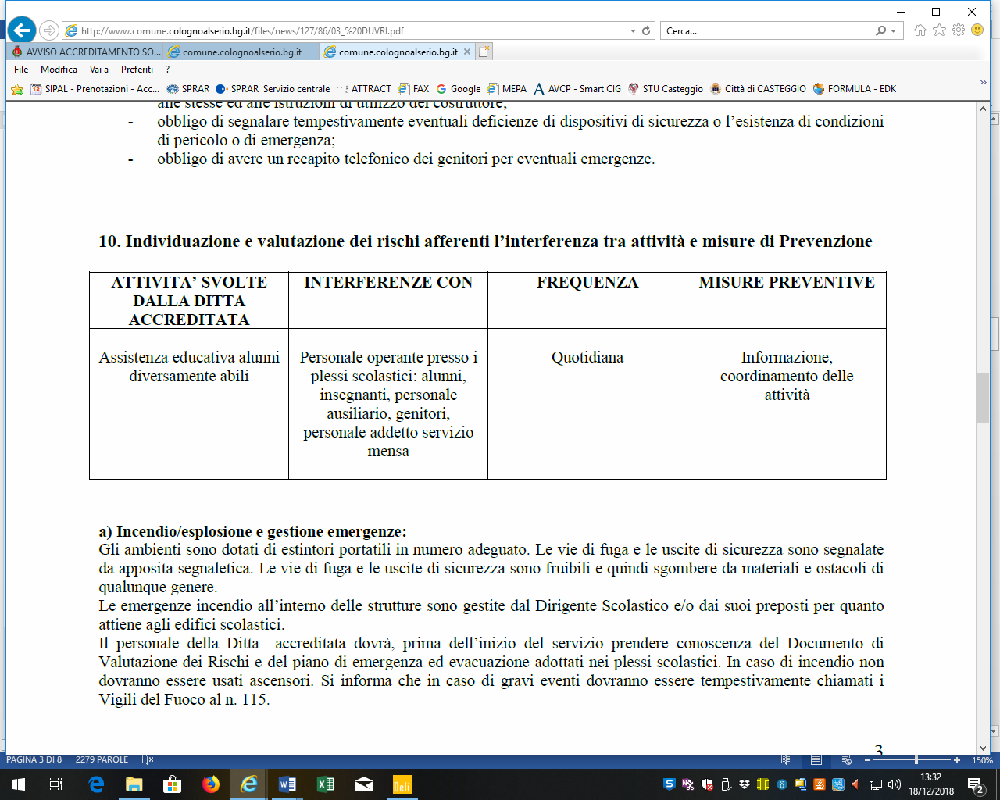 http://www.comune.colognoalserio.bg.it/files/news/127/86/03_%20DUVRI.pdf
Cerca...
AVVISO ACCREDITAMENTO SO...
comune.colognoalserio.bg.it
comune.colognoalserio.bg.it
File Modifica Vai a Preferiti ?
SIPAL - Prenotazioni - Acc... SPRAR SPRAR Servizio centrale ATTRACT FAX Google MEPA AVCP - Smart CIG STU Casteggio Città di CASTEGGIO FORMULA - EDK
alle stesse ed alle istruzioni di utilizzo del costruttore;
- obbligo di segnalare tempestivamente eventuali deficienze di dispositivi di sicurezza o l’esistenza di condizioni
di pericolo o di emergenza;
- obbligo di avere un recapito telefonico dei genitori per eventuali emergenze.
10. Individuazione e valutazione dei rischi afferenti l’interferenza tra attività e misure di Prevenzione
ATTIVITA’ SVOLTE
DALLA DITTA
ACCREDITATA
INTERFERENZE CON
FREQUENZA
MISURE PREVENTIVE
Assistenza educativa alunni
diversamente abili
Personale operante presso i
plessi scolastici: alunni,
insegnanti, personale
ausiliario, genitori,
personale addetto servizio
mensa
Quotidiana
Informazione,
coordinamento delle
attività
a) Incendio/esplosione e gestione emergenze:
Gli ambienti sono dotati di estintori portatili in numero adeguato. Le vie di fuga e le uscite di sicurezza sono segnalate
da apposita segnaletica. Le vie di fuga e le uscite di sicurezza sono fruibili e quindi sgombere da materiali e ostacoli di
qualunque genere.
Le emergenze incendio all’interno delle strutture sono gestite dal Dirigente Scolastico e/o dai suoi preposti per quanto
attiene agli edifici scolastici.
Il personale della Ditta accreditata dovrà, prima dell’inizio del servizio prendere conoscenza del Documento di
Valutazione dei Rischi e del piano di emergenza ed evacuazione adottati nei plessi scolastici. In caso di incendio non
dovranno essere usati ascensori. Si informa che in caso di gravi eventi dovranno essere tempestivamente chiamati i
Vigili del Fuoco al n. 115.
3
PAGINA 3 DI 8 2279 PAROLE 150%
Deli
13:32
18/12/2018
2